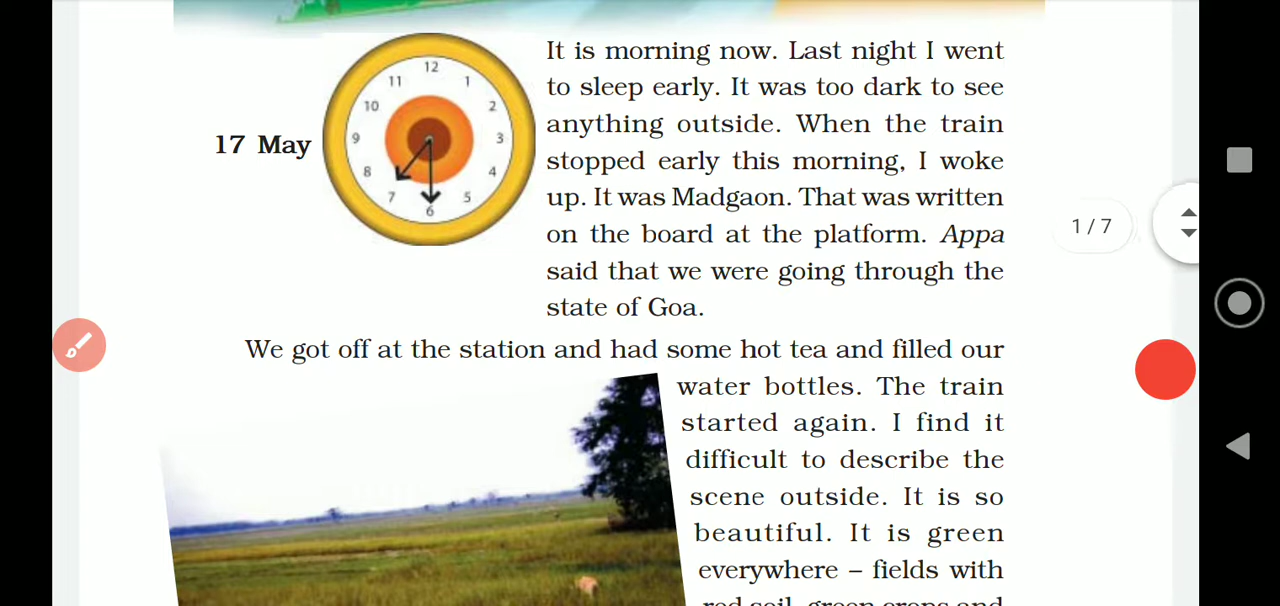 17 May
12
11
1
10
2
9
3
8
4
7
5
6
It is morning now. Last night I went
to sleep early. It was too dark to see
anything outside. When the train
stopped early this morning, I woke
up. It was Madgaon. That was written
on the board at the platform. Appa
said that we were going through the
state of Goa.
We got off at the station and had some hot tea and filled our
water bottles. The train
started again. I find it
difficult to describe the
scene outside. It is so
beautiful. It is green
everywhere – fields with
red soil, green crops and
1 / 7